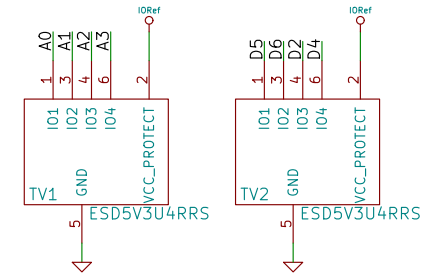 IORef
IORef
A0
A1
A2
A3
D5
D6
D2
D4
1
3
4
6
2
1
3
4
6
2
IO1
IO2
IO3
IO4
VCC_PROTECT
IO1
IO2
IO3
IO4
VCC_PROTECT
GND
GND
TV1
TV2
ESD5V3U4RRS
ESD5V3U4RRS
5
5